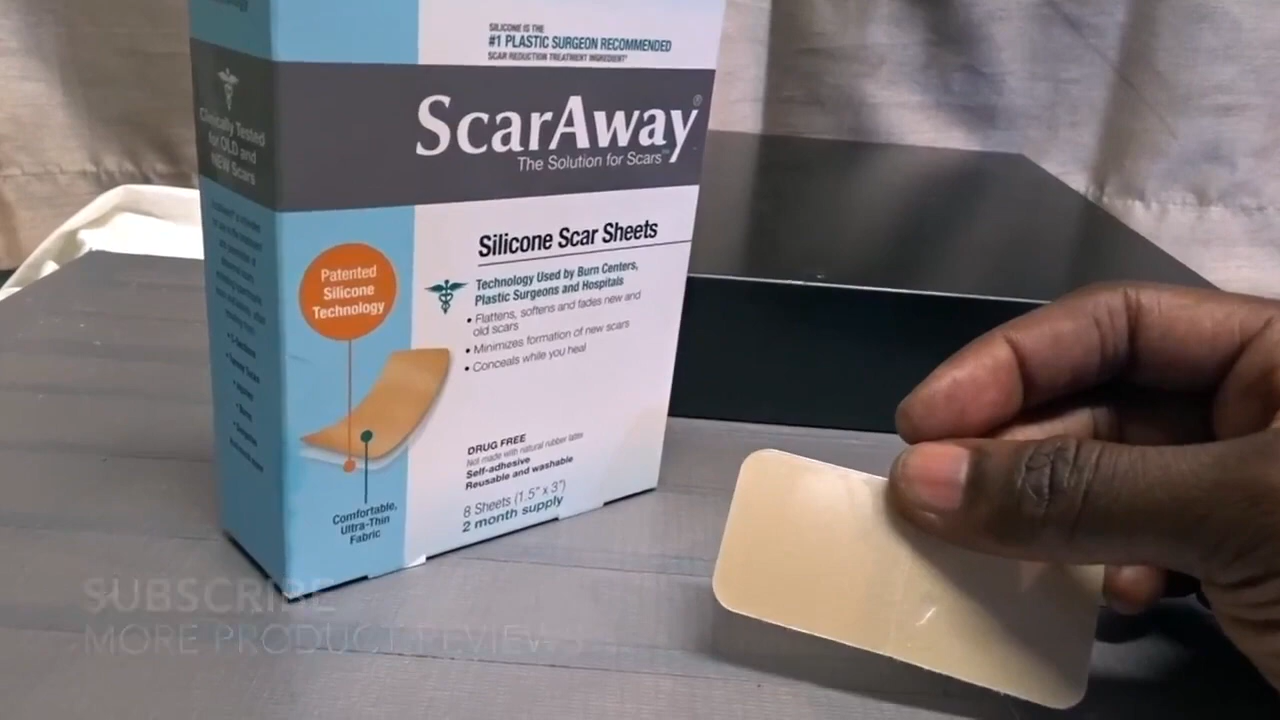 SILICONE IS THE
#1 PLASTIC SURGEON RECOMMENDED
SCAR REDUCTION TREATMENT INGREDIENT*
ScarAway®
The Solution for Scars™
Clinically Tested
for OLD and
NEW Scars
Silicone Scar Sheets
Patented
Silicone
Technology
Technology Used by Burn Centers,
Plastic Surgeons and Hospitals
• Flattens, softens and fades new and
old scars
• Minimizes formation of new scars
• Conceals while you heal
DRUG FREE
Not made with natural rubber latex
Self-adhesive
Reusable and washable
8 Sheets (1.5" x 3")
2 month supply
Comfortable,
Ultra-Thin
Fabric
SUBSCRIBE
MORE PRODUCT REVIEWS